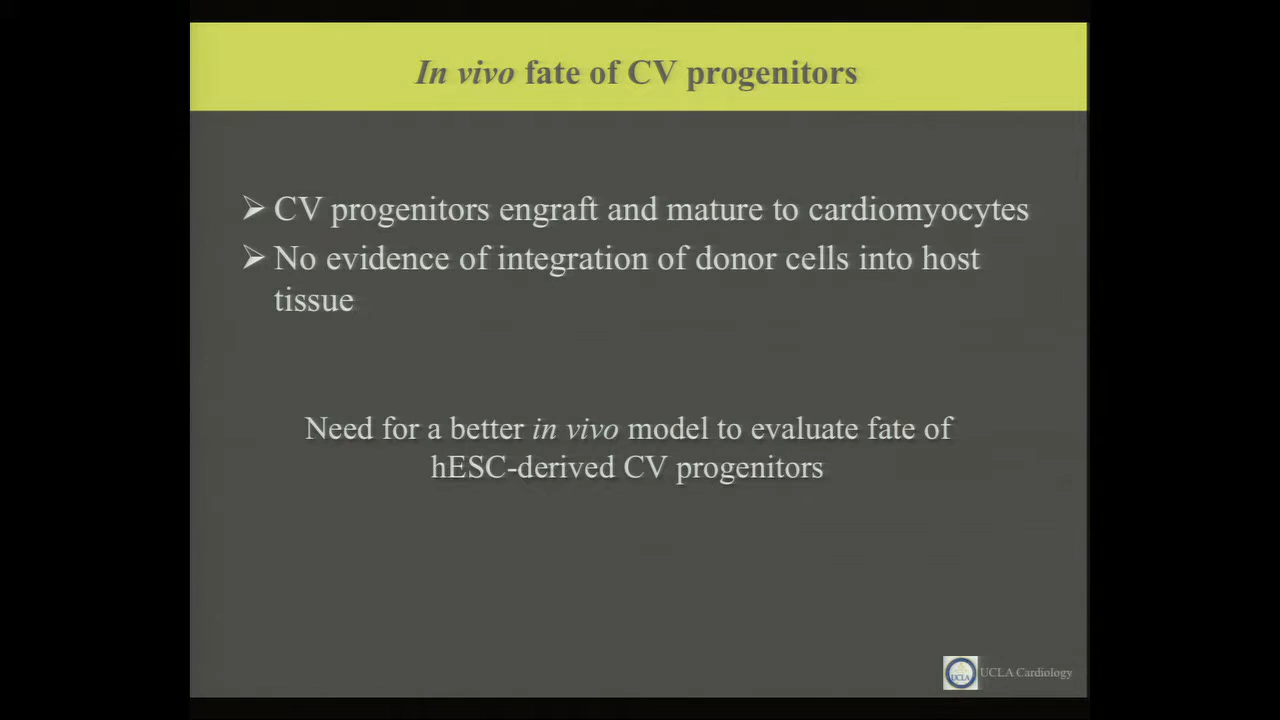 In vivo fate of CV progenitors
➢ CV progenitors engraft and mature to cardiomyocytes
➢ No evidence of integration of donor cells into host
tissue
Need for a better in vivo model to evaluate fate of
hESC-derived CV progenitors
UCLA
UCLA Cardiology